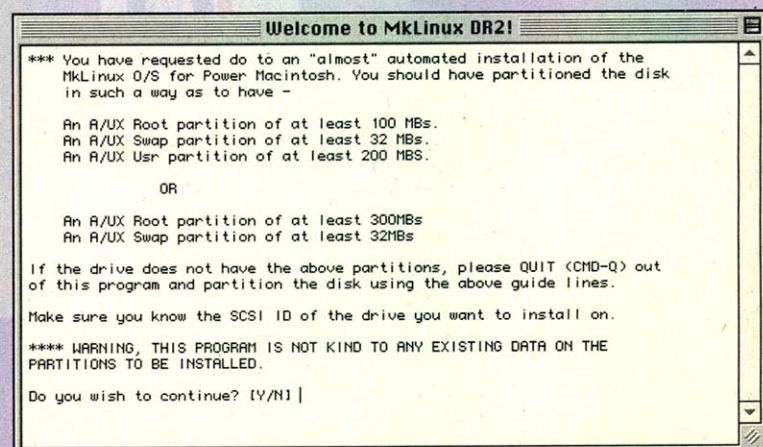 Welcome to MkLinux DR2!
*** You have requested do to an "almost" automated installation of the
MkLinux O/S for Power Macintosh. You should have partitioned the disk
in such a way as to have -
An A/UX Root partition of at least 100 MBs.
An A/UX Swap partition of at least 32 MBs.
An A/UX Usr partition of at least 200 MBS.
OR
An A/UX Root partition of at least 300MBs
An A/UX Swap partition of at least 32MBs
If the drive does not have the above partitions, please QUIT (CMD-Q) out
of this program and partition the disk using the above guide lines.
Make sure you know the SCSI ID of the drive you want to install on.
**** WARNING, THIS PROGRAM IS NOT KIND TO ANY EXISTING DATA ON THE
PARTITIONS TO BE INSTALLED.
Do you wish to continue? [Y/N]